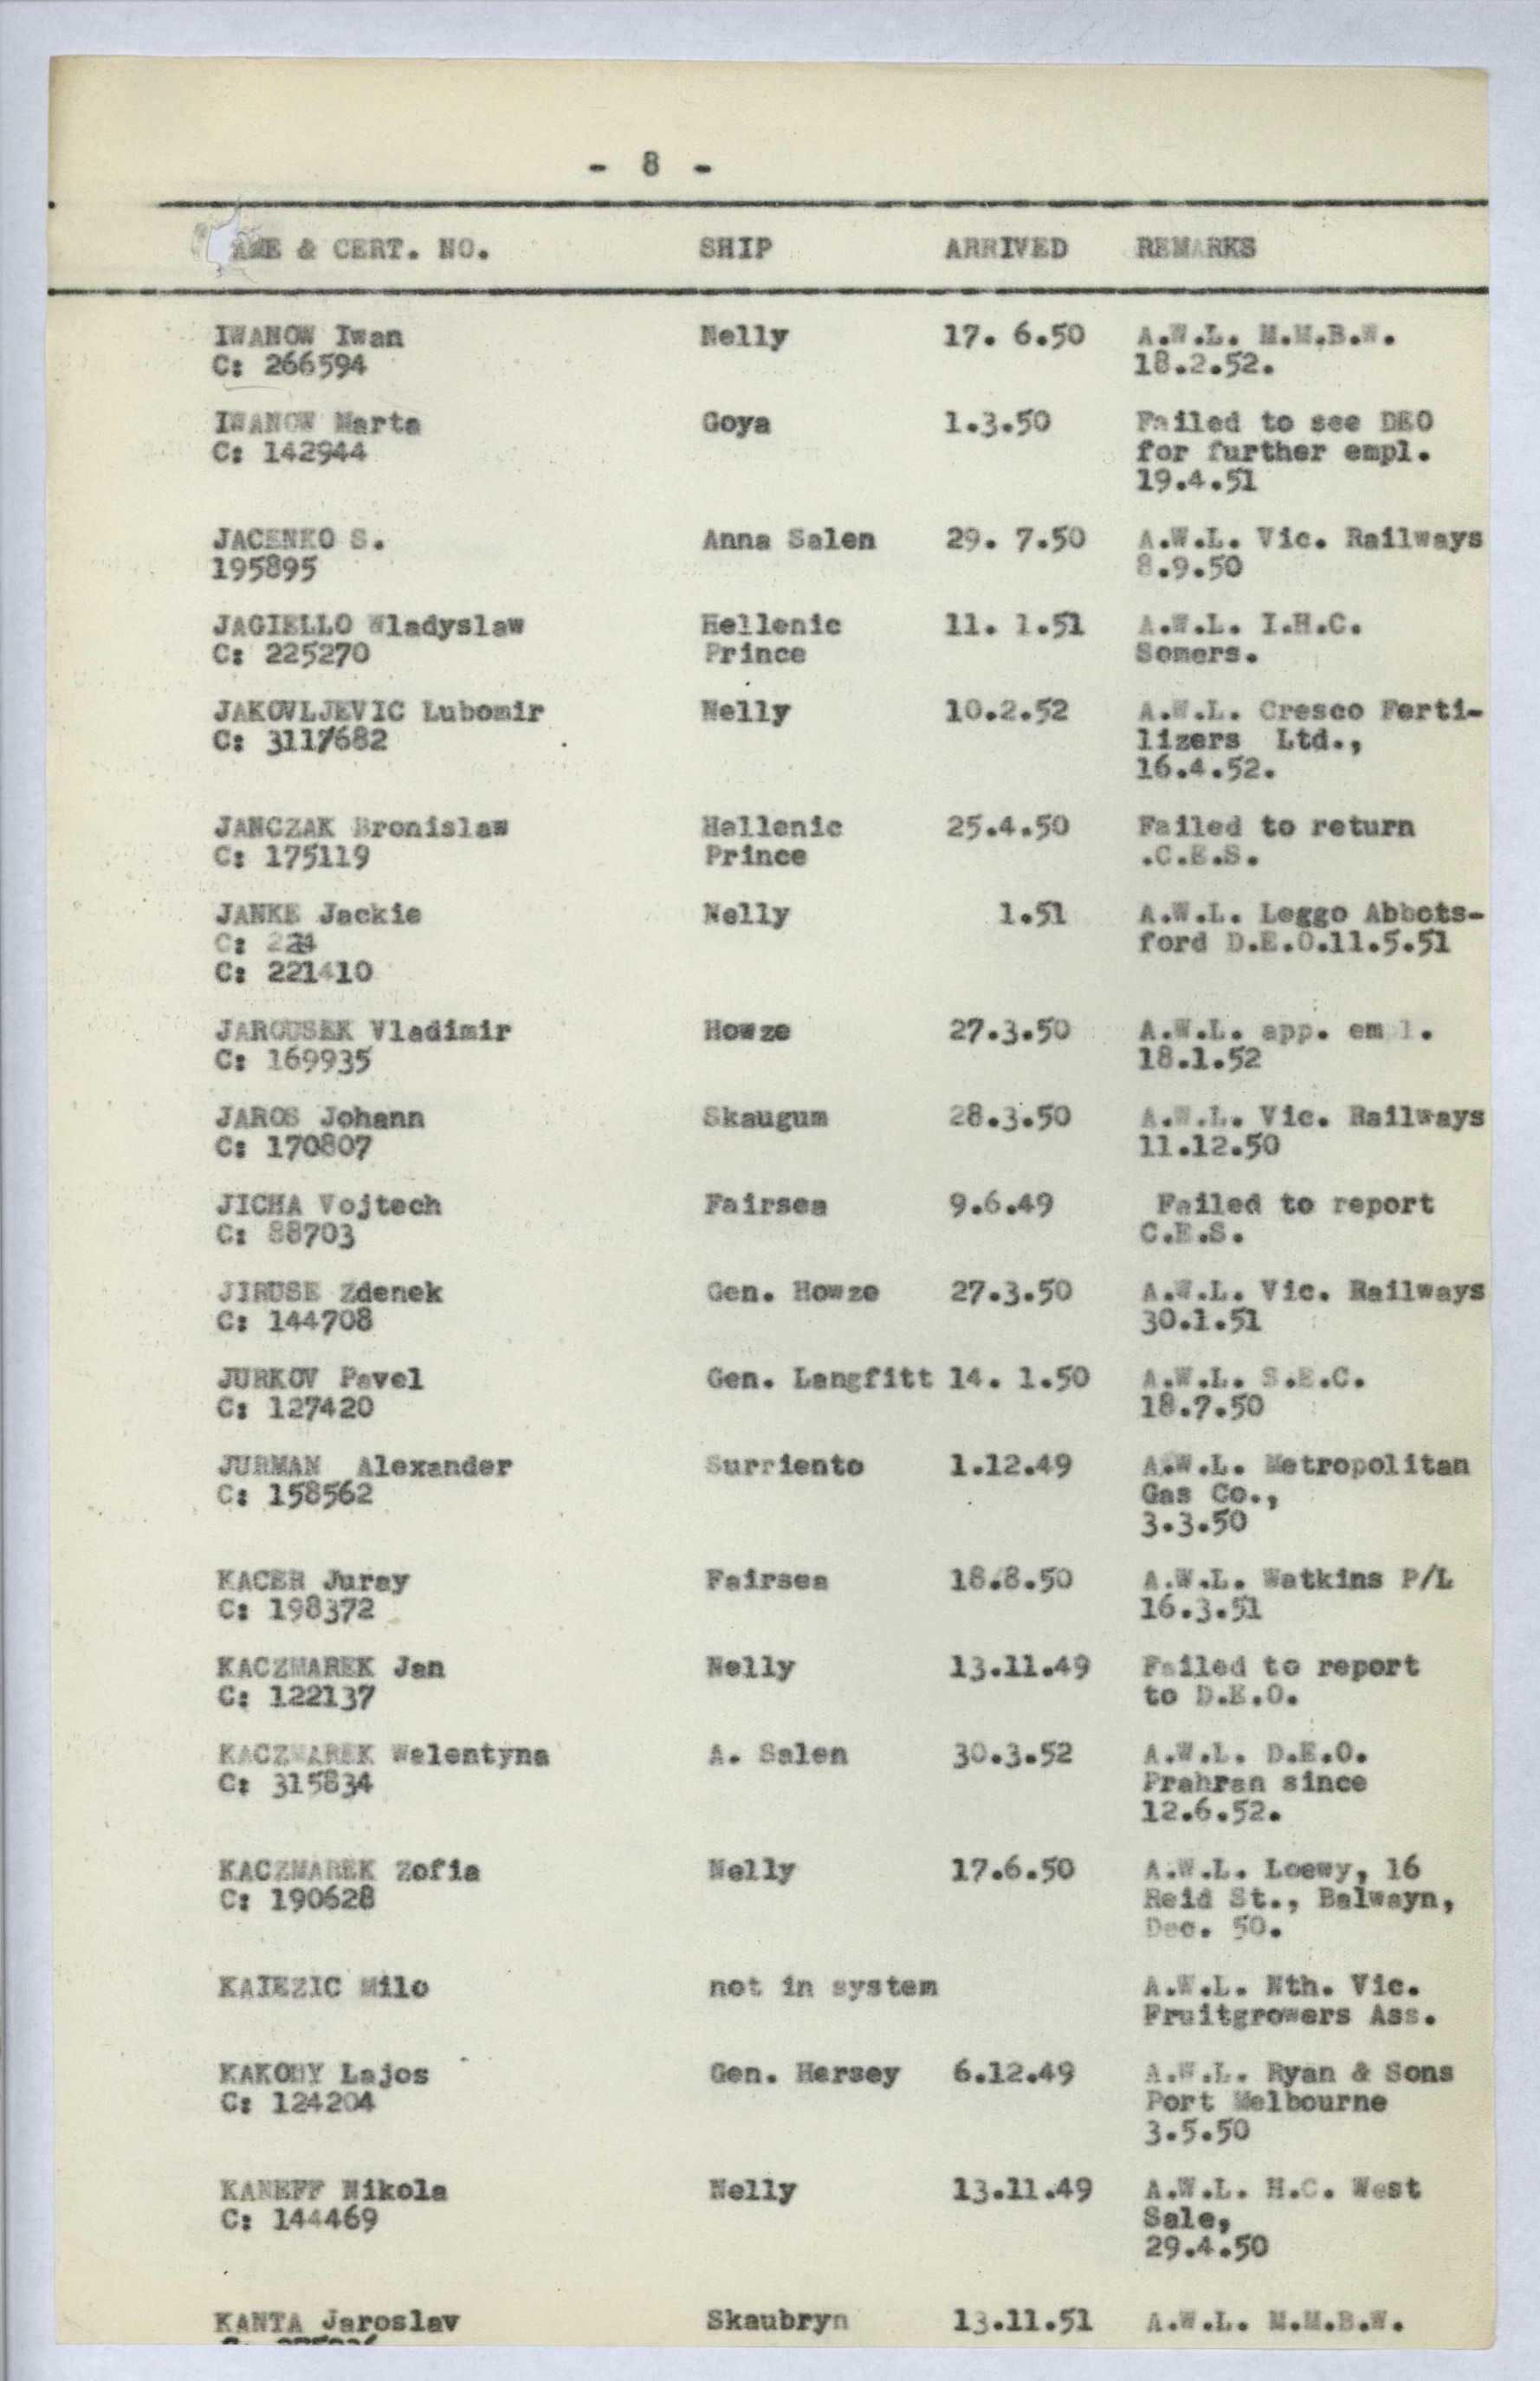 - 8 -
AME & CERT. NO. SHIP ARRIVED REMARKS
IWANOW Iwan Nelly 17. 6.50 A.W.L. M.M.B.W.
C: 266594 18.2.52.
IWANOW Marta Goya 1.3.50 Failed to see DEO
C: 142944 for further empl.
19.4.51
JACENKO S. Anna Salen 29. 7.50 A.W.L. Vic. Railways
195895 8.9.50
JAGIELLO Wladyslaw Hellenic 11. 1.51 A.W.L. I.H.C.
C: 225270 Prince Somers.
JAKOVLJEVIC Lubomir Nelly 10.2.52 A.W.L. Cresco Ferti-
C: 3117682 lizers Ltd.,
16.4.52.
JANCZAK Bronislaw Hellenic 25.4.50 Failed to return
C: 175119 Prince .C.E.S.
JANKE Jackie Nelly 1.51 A.W.L. Leggo Abbots-
C: ford D.E.O.11.5.51
C: 221410
JAROUSEK Vladimir Howze 27.3.50 A.W.L. app. empl.
C: 169935 18.1.52
JAROS Johann Skaugum 28.3.50 A.W.L. Vic. Railways
C: 170807 11.12.50
JICHA Vojtech Fairsea 9.6.49 Failed to report
C: 88703 C.E.S.
JIRUSE Zdenek Gen. Howze 27.3.50 A.W.L. Vic. Railways
C: 144708 30.1.51
JURKOV Pavel Gen. Langfitt 14. 1.50 A.W.L. S.E.C.
C: 127420 18.7.50
JURMAN Alexander Surriento 1.12.49 A.W.L. Metropolitan
C: 158562 Gas Co.,
3.3.50
KACER Juray Fairsea 18.8.50 A.W.L. Watkins P/L
C: 198372 16.3.51
KACZMAREK Jan Nelly 13.11.49 Failed to report
C: 122137 to D.E.O.
KACZMAREK Walentyna A. Salen 30.3.52 A.W.L. D.E.O.
C: 315834 Prahran since
12.6.52.
KACZMAREK Zofia Nelly 17.6.50 A.W.L. Loewy, 16
C: 190628 Reid St., Balwayn,
Dec. 50.
KAIEZIC Milo not in system A.W.L. Nth. Vic.
Fruitgrowers Ass.
KAKONY Lajos Gen. Hersey 6.12.49 A.W.L. Ryan & Sons
C: 124204 Port Melbourne
3.5.50
KANEFF Nikola Nelly 13.11.49 A.W.L. H.C. West
C: 144469 Sale,
29.4.50
KANTA Jaroslav Skaubryn 13.11.51 A.W.L. M.M.B.W.